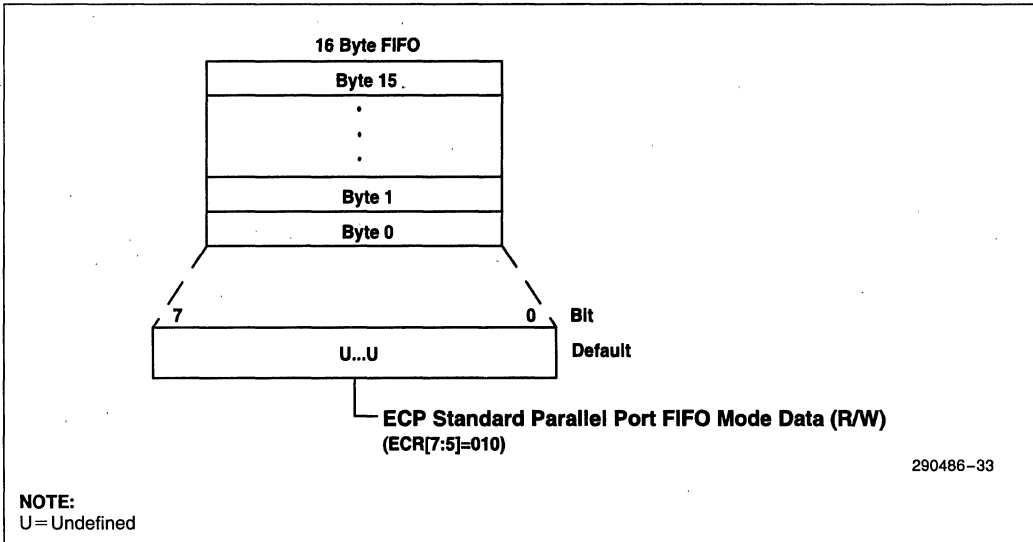 16 Byte FIFO
Byte 15
Byte 1
Byte 0
7 0 Bit
U...U Default
ECP Standard Parallel Port FIFO Mode Data (R/W)
(ECR[7:5]=010)
290486–33
NOTE:
U=Undefined